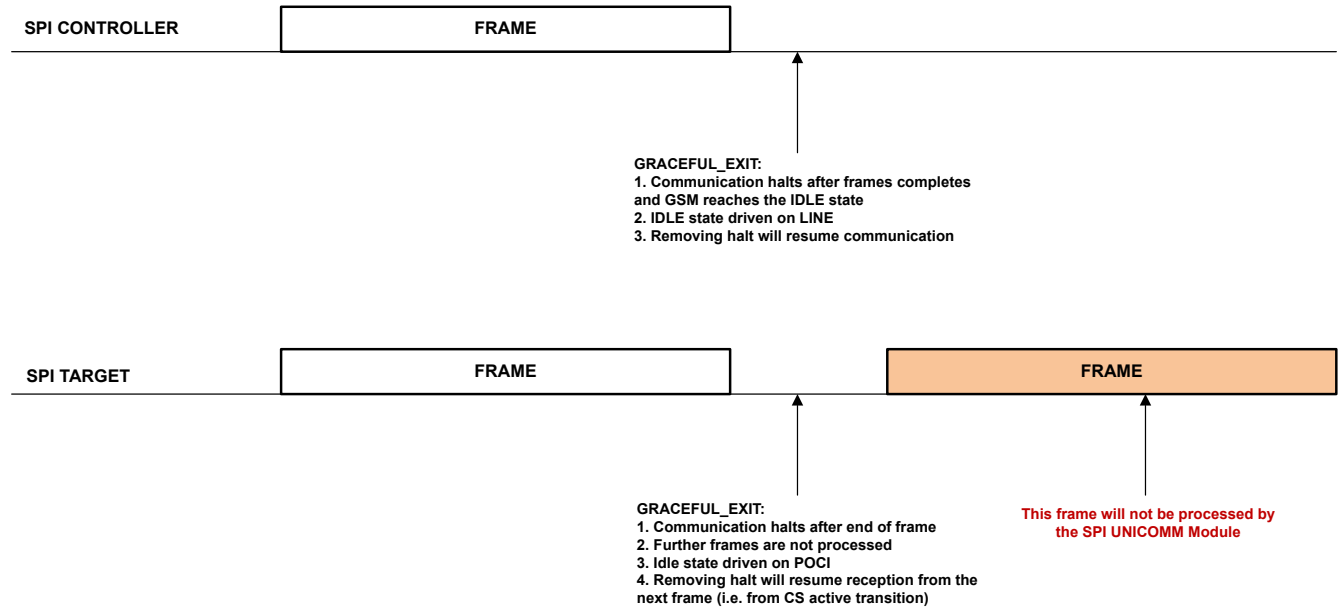 SPI CONTROLLER
FRAME
GRACEFUL_EXIT:
1. Communication halts after frames completes
and GSM reaches the IDLE state
2. IDLE state driven on LINE
3. Removing halt will resume communication
SPI TARGET
FRAME
FRAME
GRACEFUL_EXIT:
1. Communication halts after end of frame
2. Further frames are not processed
3. Idle state driven on POCI
4. Removing halt will resume reception from the
next frame (i.e. from CS active transition)
This frame will not be processed by
the SPI UNICOMM Module